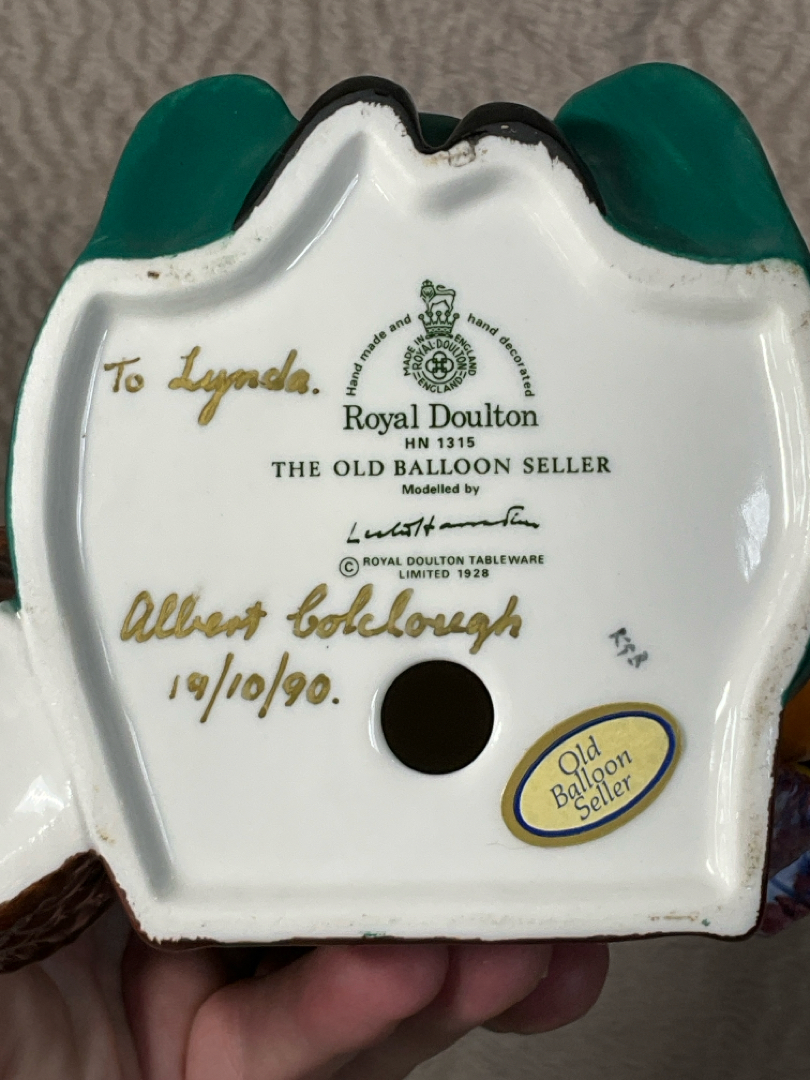 Hand made and hand decorated
MADE IN ENGLAND
ROYAL DOULTON
ENGLAND
To Lynda.
Royal Doulton
HN 1315
THE OLD BALLOON SELLER
Modelled by
© ROYAL DOULTON TABLEWARE
LIMITED 1928
Albert Colclough
19/10/90.
Old
Balloon
Seller